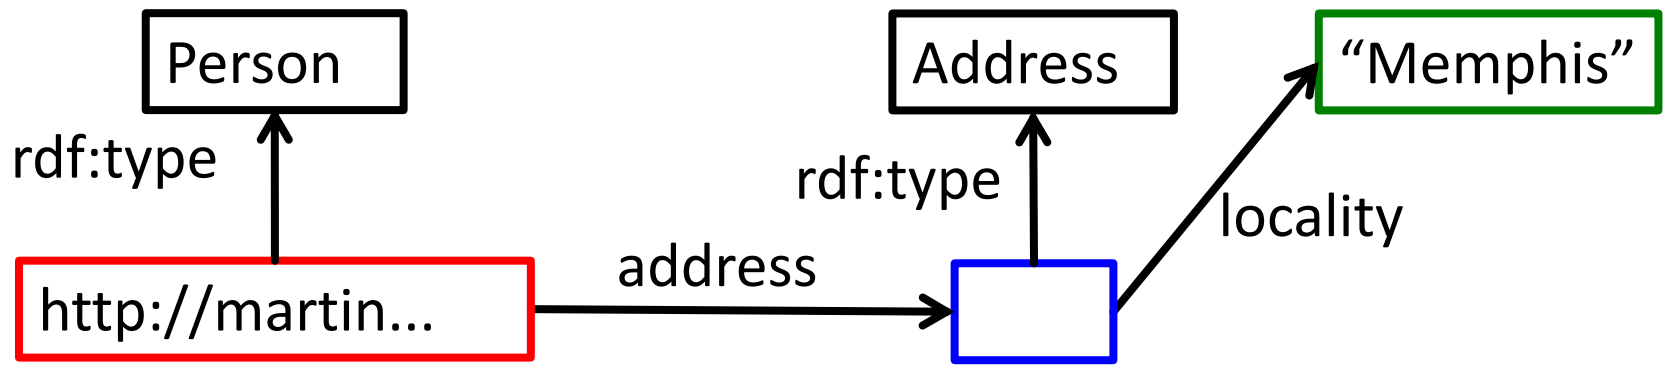 Person
Address
“Memphis”
rdf:type
rdf:type
locality
address
http://martin...